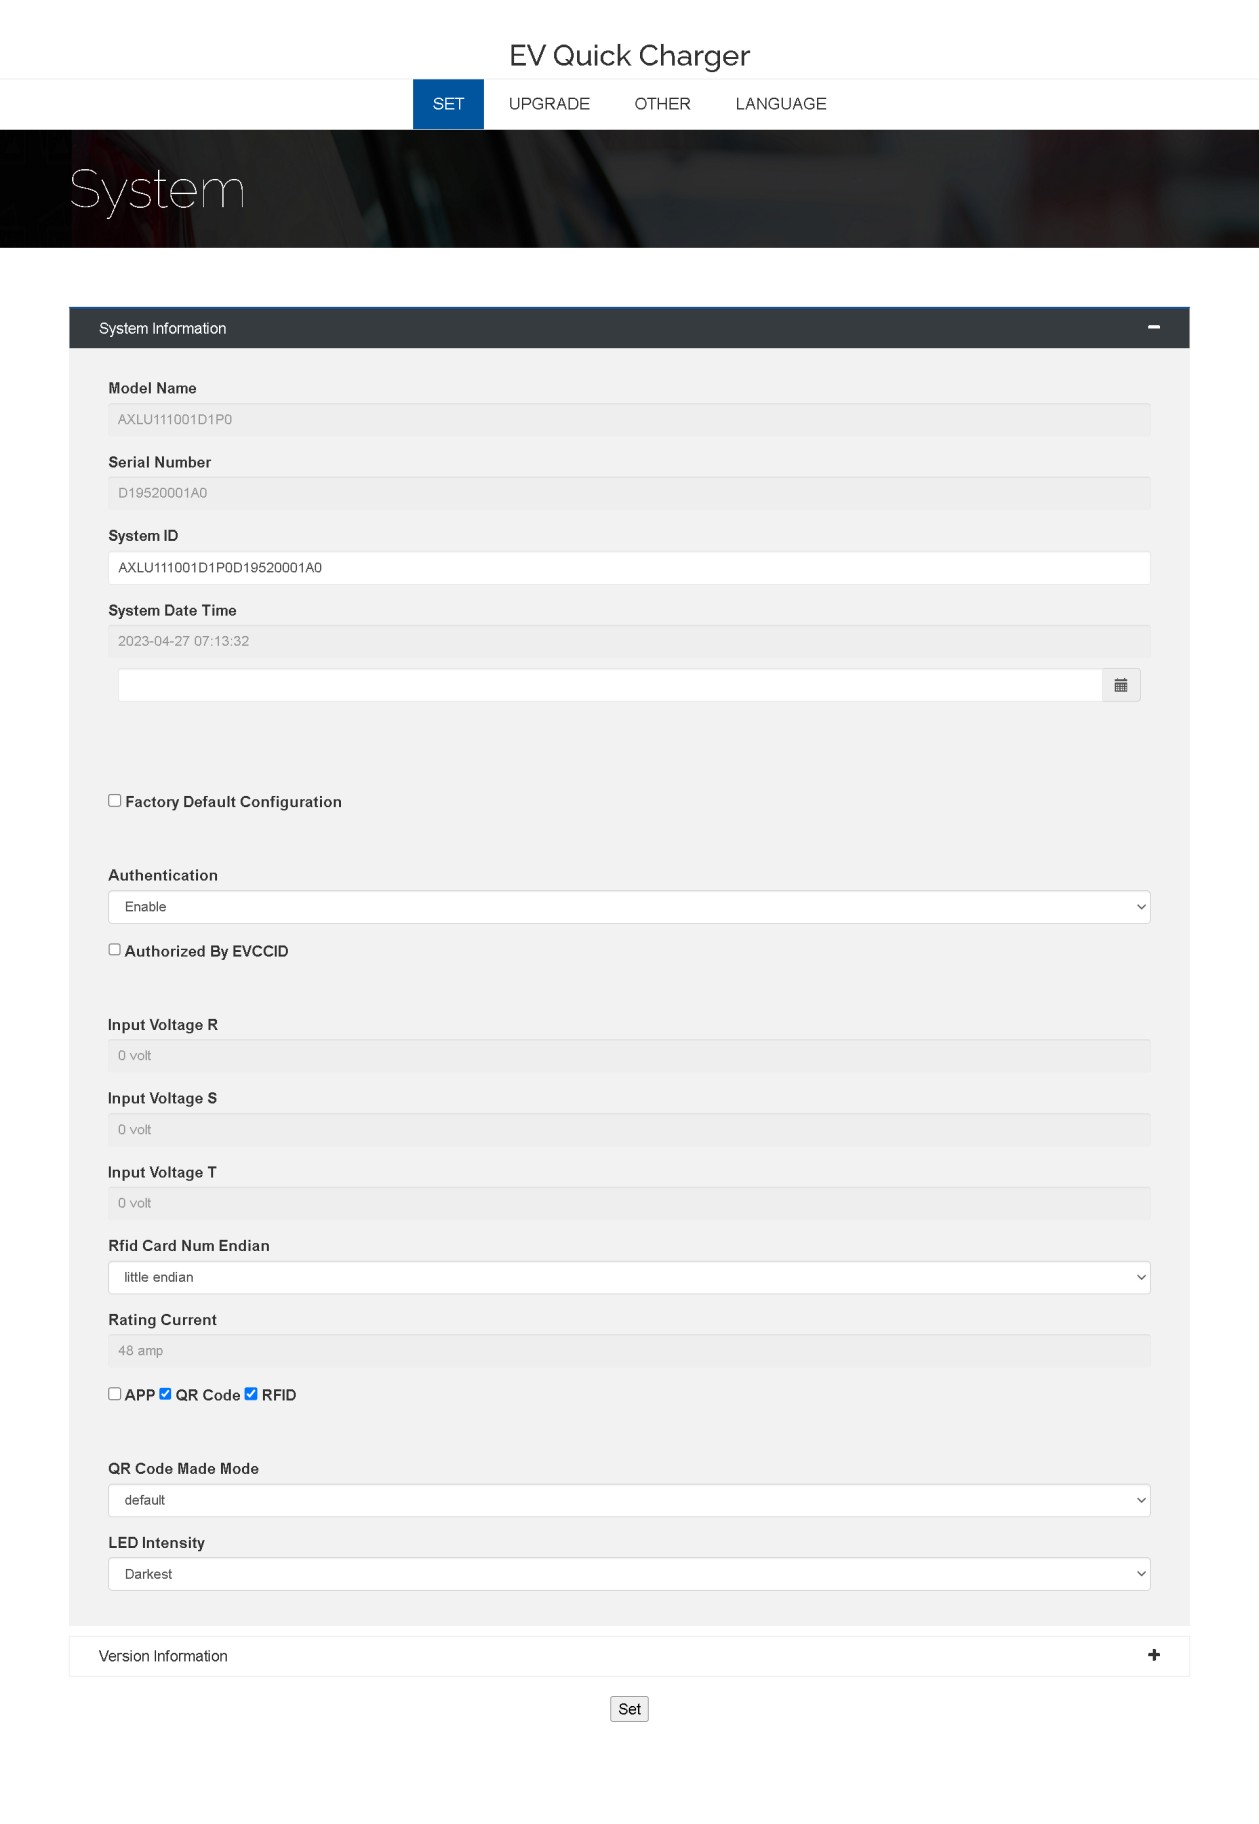 EV Quick Charger
SET UPGRADE OTHER LANGUAGE
System
System Information
Model Name
AXLU111001D1P0
Serial Number
D19520001A0
System ID
AXLU111001D1P0D19520001A0
System Date Time
2023-04-27 07:13:32
Factory Default Configuration
Authentication
Enable
Authorized By EVCCID
Input Voltage R
0 volt
Input Voltage S
0 volt
Input Voltage T
0 volt
Rfid Card Num Endian
little endian
Rating Current
48 amp
APP QR Code RFID
QR Code Made Mode
default
LED Intensity
Darkest
Version Information
Set